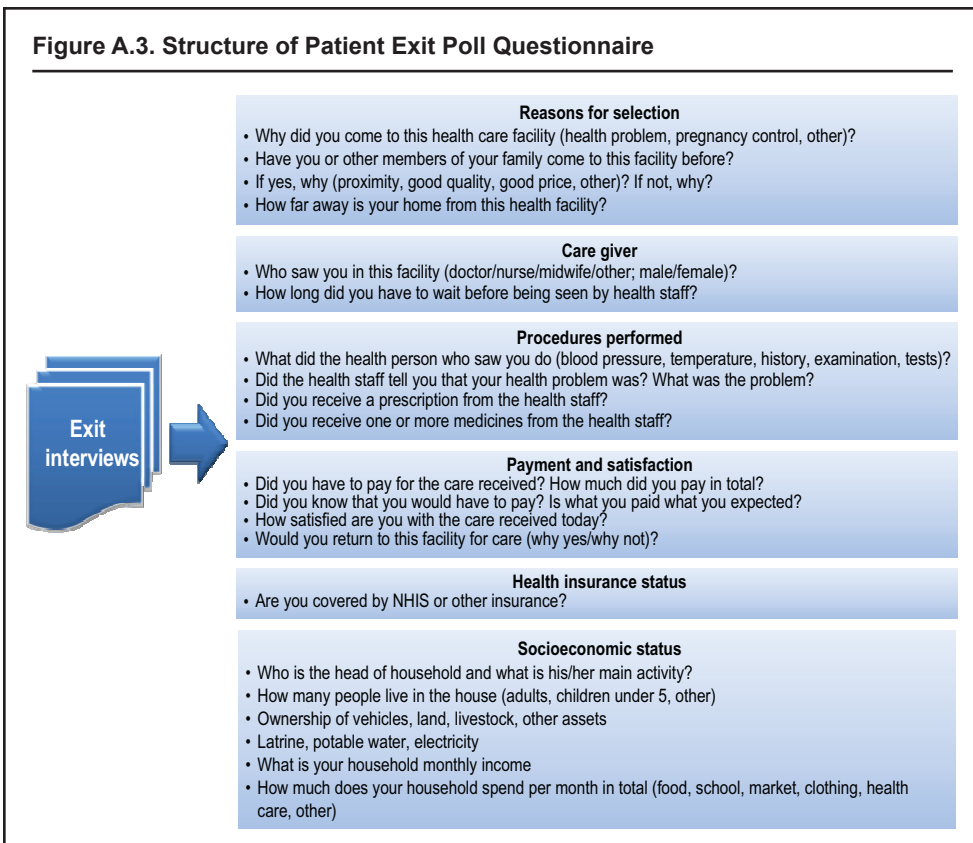 Figure A.3. Structure of Patient Exit Poll Questionnaire
Exit
interviews
Reasons for selection
• Why did you come to this health care facility (health problem, pregnancy control, other)?
• Have you or other members of your family come to this facility before?
• If yes, why (proximity, good quality, good price, other)? If not, why?
• How far away is your home from this health facility?
Care giver
• Who saw you in this facility (doctor/nurse/midwife/other; male/female)?
• How long did you have to wait before being seen by health staff?
Procedures performed
• What did the health person who saw you do (blood pressure, temperature, history, examination, tests)?
• Did the health staff tell you that your health problem was? What was the problem?
• Did you receive a prescription from the health staff?
• Did you receive one or more medicines from the health staff?
Payment and satisfaction
• Did you have to pay for the care received? How much did you pay in total?
• Did you know that you would have to pay? Is what you paid what you expected?
• How satisfied are you with the care received today?
• Would you return to this facility for care (why yes/why not)?
Health insurance status
• Are you covered by NHIS or other insurance?
Socioeconomic status
• Who is the head of household and what is his/her main activity?
• How many people live in the house (adults, children under 5, other)
• Ownership of vehicles, land, livestock, other assets
• Latrine, potable water, electricity
• What is your household monthly income
• How much does your household spend per month in total (food, school, market, clothing, health
care, other)